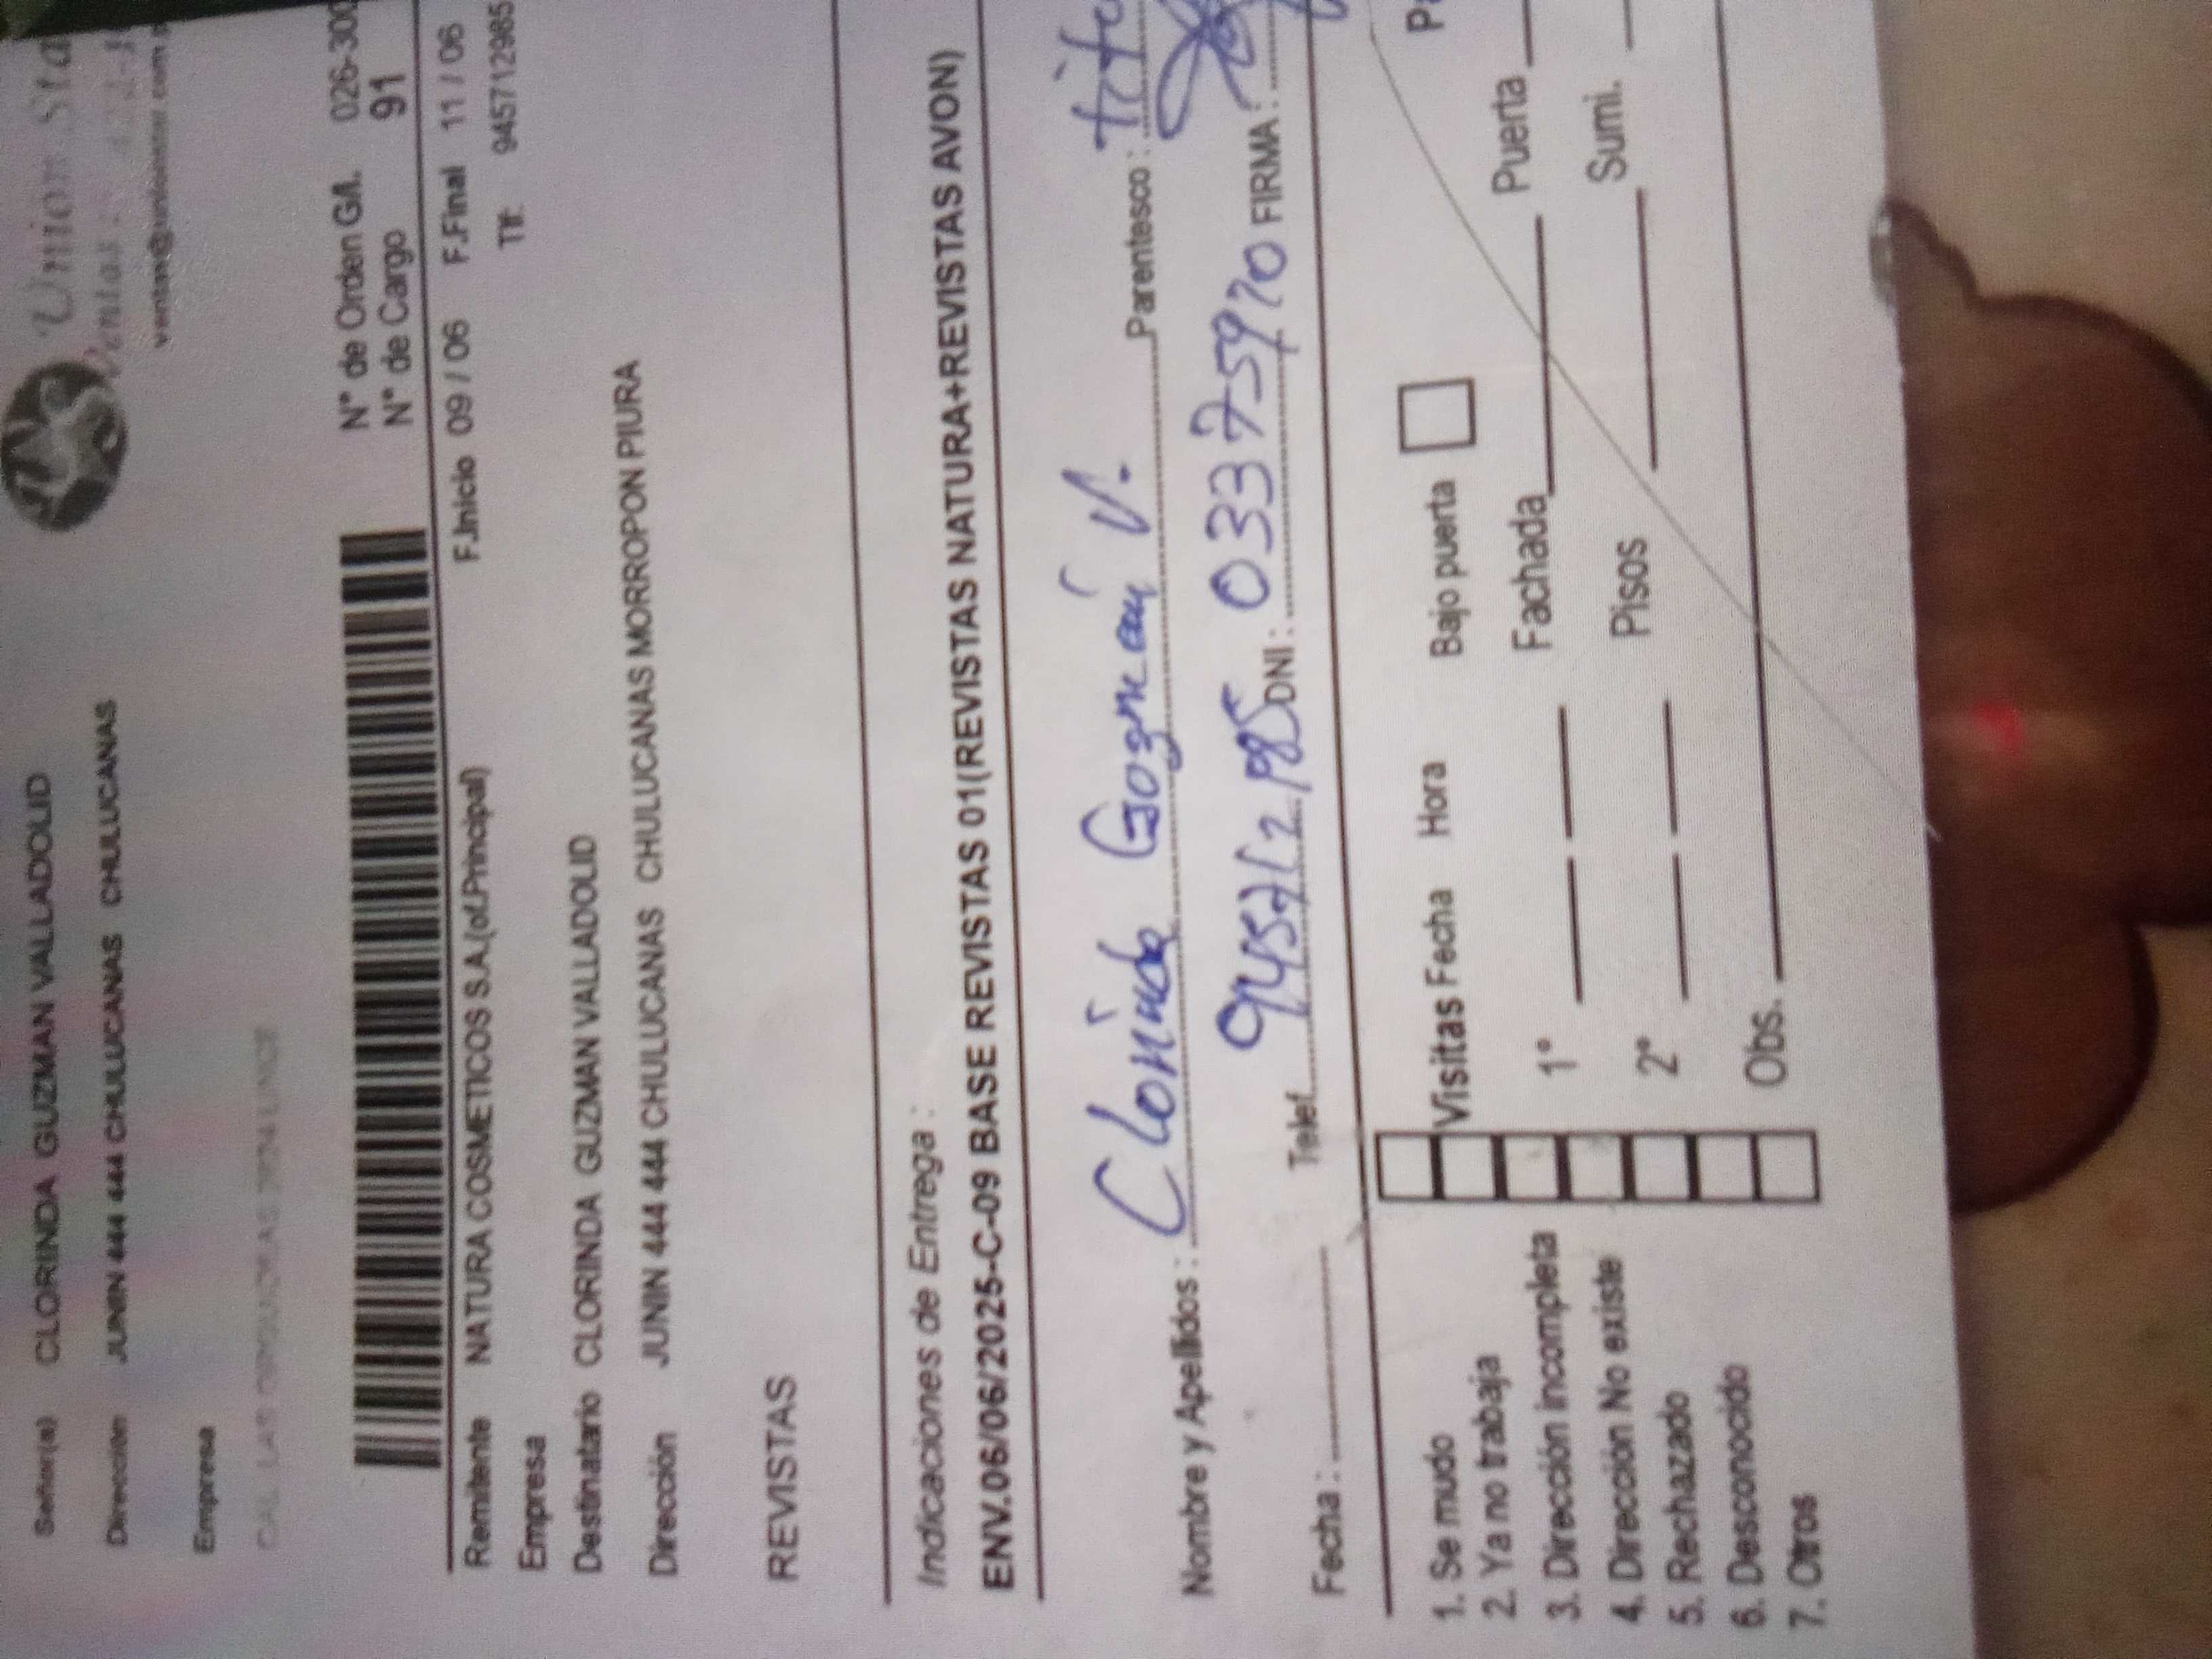 Union Sta
Ventas:
Señor(a) CLORINDA GUZMAN VALLADOLID
Dirección JUNIN 444 444 CHULUCANAS CHULUCANAS
Empresa
N° de Orden G/I. 026-300
N° de Cargo 91
F.Inicio 09 / 06 F.Final 11 / 06
Remitente NATURA COSMETICOS S.A.(of.Principal)
Tlf: 945712985
Empresa
Destinatario CLORINDA GUZMAN VALLADOLID
Dirección JUNIN 444 444 CHULUCANAS CHULUCANAS MORROPON PIURA
REVISTAS
Indicaciones de Entrega :
ENV.06/06/2025-C-09 BASE REVISTAS 01(REVISTAS NATURA+REVISTAS AVON)
Nombre y Apellidos : Clorinda Guzmán V. Parentesco : tito
Fecha : Telef. 945712985 DNI : 03375970 FIRMA :
1. Se mudo
2. Ya no trabaja
3. Dirección incompleta
4. Dirección No existe
5. Rechazado
6. Desconocido
7. Otros
Visitas Fecha Hora Bajo puerta
1° Fachada Puerta
2° Pisos Sumi.
Obs.